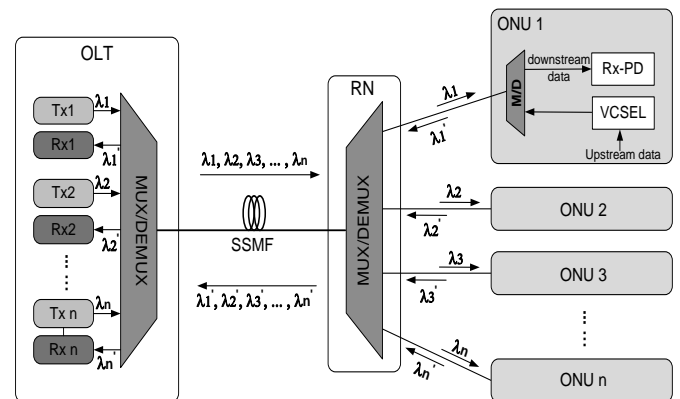 OLT
Tx1
λ1
Rx1
λ1'
Tx2
λ2
Rx2
λ2'
Tx n
λn
Rx n
λn'
MUX/DEMUX
λ1, λ2, λ3, ... , λn
SSMF
λ1', λ2', λ3', ... , λn'
RN
MUX/DEMUX
λ1
λ1'
λ2
λ2'
λ3
λ3'
λn
λn'
ONU 1
M/D
downstream
data
Rx-PD
VCSEL
Upstream data
ONU 2
ONU 3
ONU n